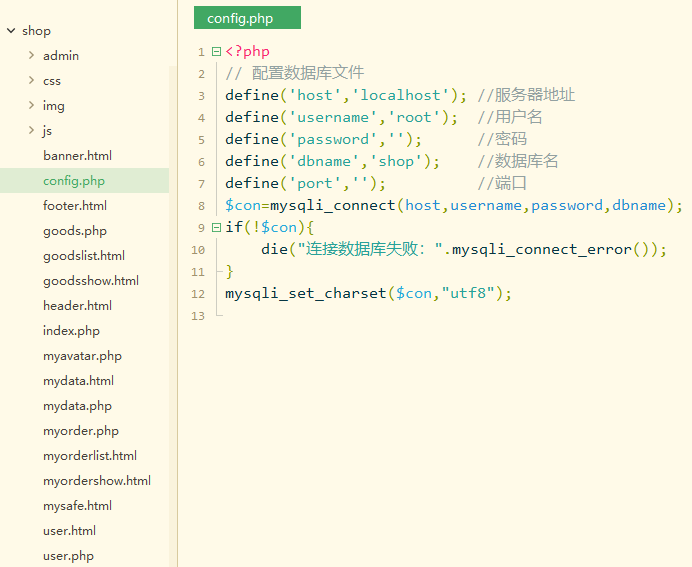 shop
admin
css
img
js
banner.html
config.php
footer.html
goods.php
goodslist.html
goodsshow.html
header.html
index.php
myavatar.php
mydata.html
mydata.php
myorder.php
myorderlist.html
myordershow.html
mysafe.html
user.html
user.php
config.php
1 <?php
2 // 配置数据库文件
3 define('host','localhost'); //服务器地址
4 define('username','root'); //用户名
5 define('password',''); //密码
6 define('dbname','shop'); //数据库名
7 define('port',''); //端口
8 $con=mysqli_connect(host,username,password,dbname);
9 if(!$con){
10 die("连接数据库失败: ".mysqli_connect_error());
11 }
12 mysqli_set_charset($con,"utf8");
13